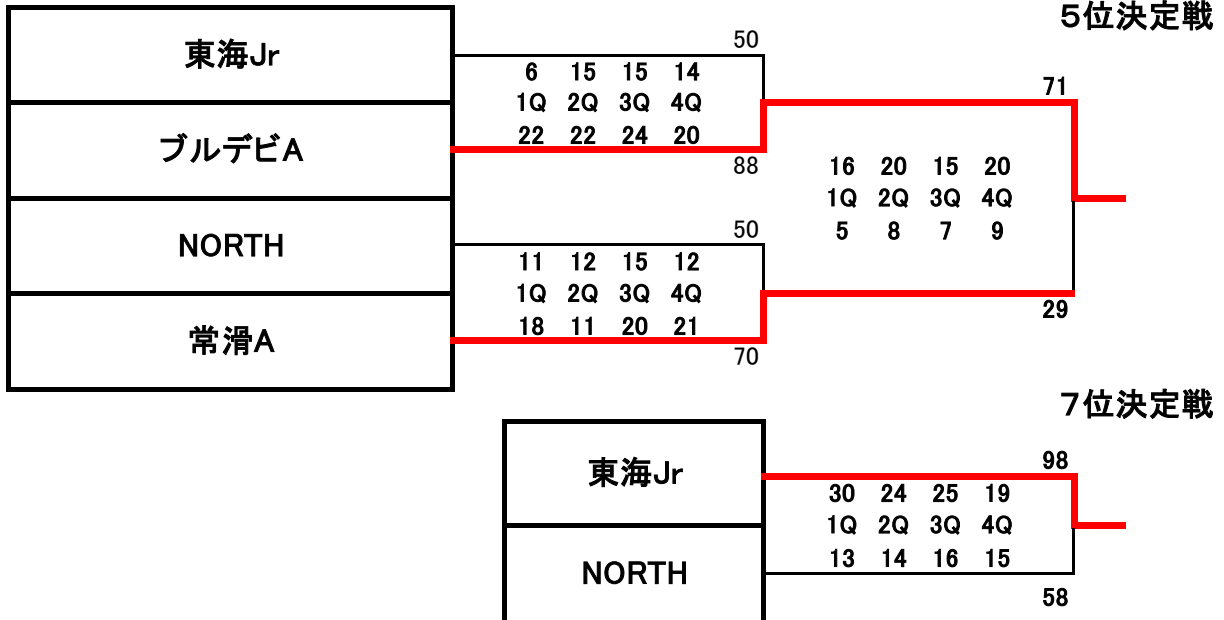 5位決定戦
東海Jr
50
6 15 15 14
1Q 2Q 3Q 4Q
22 22 24 20
88
ブルデビA
71
16 20 15 20
1Q 2Q 3Q 4Q
5 8 7 9
29
NORTH
50
11 12 15 12
1Q 2Q 3Q 4Q
18 11 20 21
70
常滑A
7位決定戦
東海Jr
98
30 24 25 19
1Q 2Q 3Q 4Q
13 14 16 15
58
NORTH